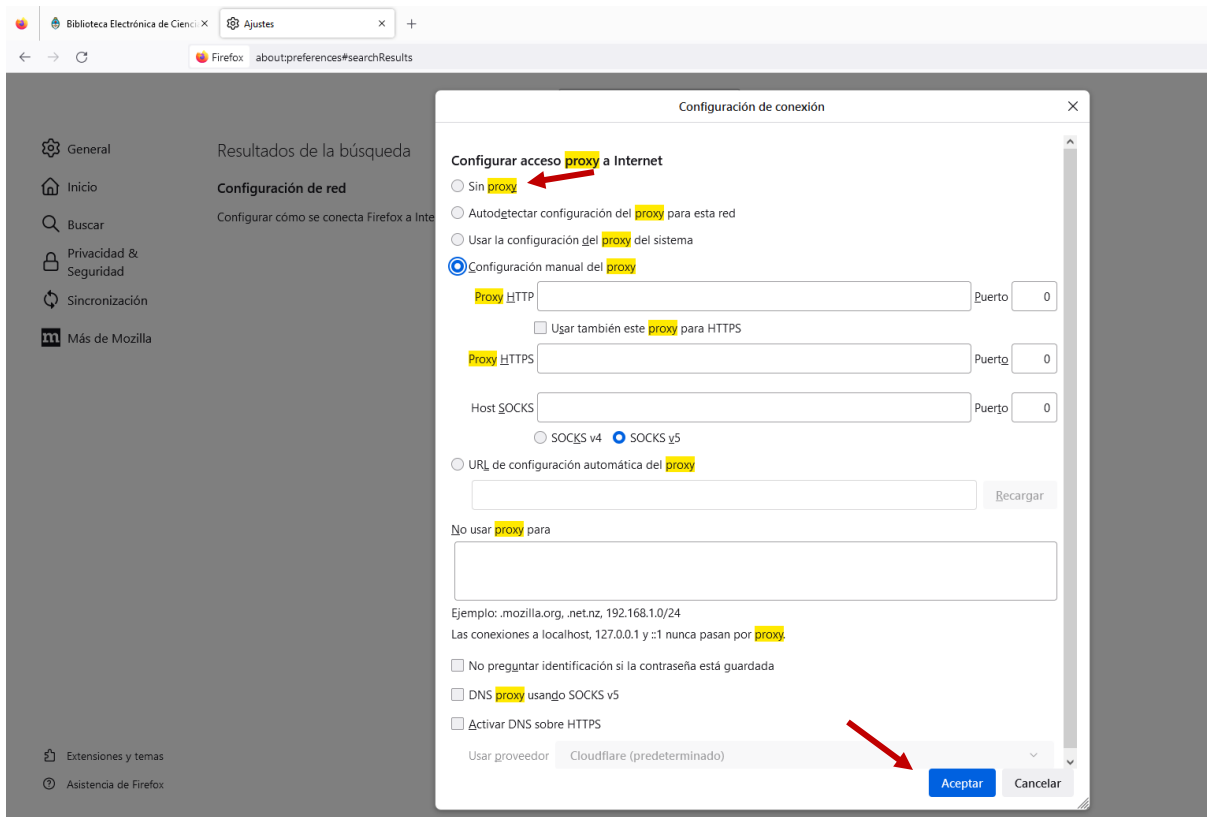 Biblioteca Electrónica de Cienci
Ajustes
Firefox about:preferences#searchResults
General
Inicio
Buscar
Privacidad &
Seguridad
Sincronización
Más de Mozilla
Extensiones y temas
Asistencia de Firefox
Resultados de la búsqueda
Configuración de red
Configurar cómo se conecta Firefox a Inte
Configuración de conexión
Configurar acceso proxy a Internet
Sin proxy
Autodetectar configuración del proxy para esta red
Usar la configuración del proxy del sistema
Configuración manual del proxy
Proxy HTTP Puerto 0
Usar también este proxy para HTTPS
Proxy HTTPS Puerto 0
Host SOCKS Puerto 0
SOCKS v4 SOCKS v5
URL de configuración automática del proxy
Recargar
No usar proxy para
Ejemplo: .mozilla.org, .net.nz, 192.168.1.0/24
Las conexiones a localhost, 127.0.0.1 y ::1 nunca pasan por proxy.
No preguntar identificación si la contraseña está guardada
DNS proxy usando SOCKS v5
Activar DNS sobre HTTPS
Usar proveedor Cloudflare (predeterminado)
Aceptar Cancelar